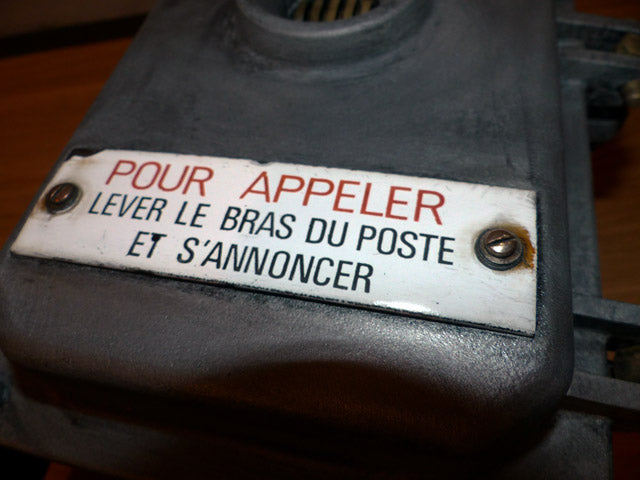 POUR APPELER
LEVER LE BRAS DU POSTE
ET S'ANNONCER